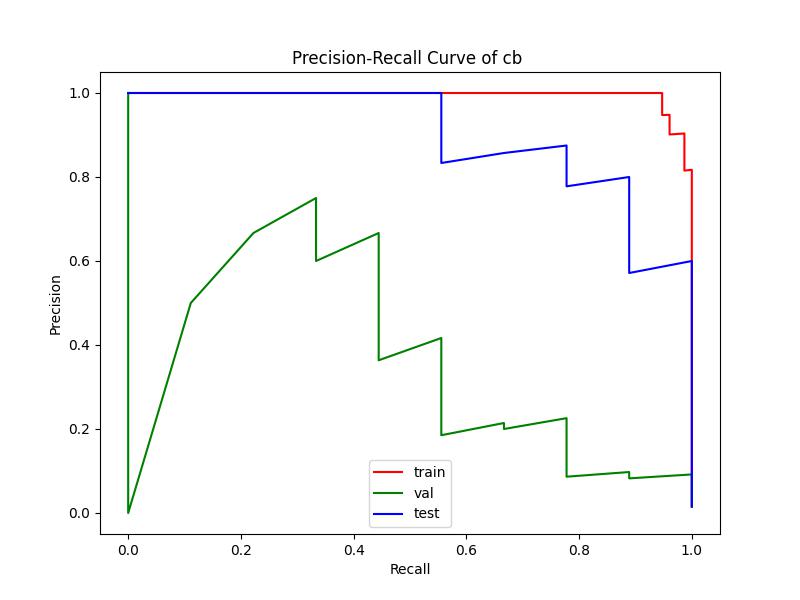 Precision-Recall Curve of cb
1.0
0.8
0.6
0.4
0.2
0.0
Precision
train
val
test
0.0 0.2 0.4 0.6 0.8 1.0
Recall